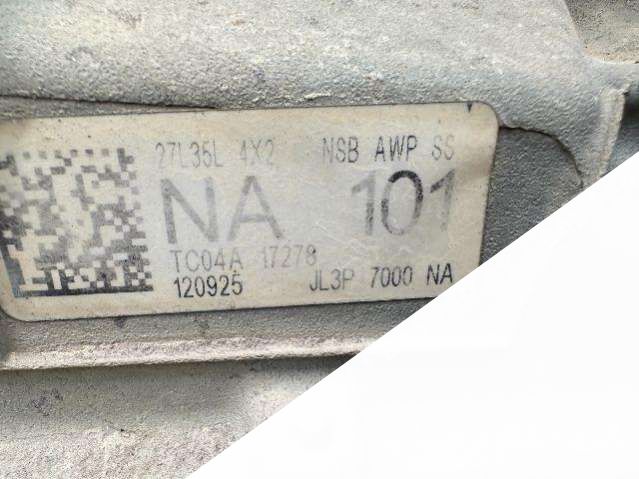 27L35L 4X2 NSB AWP SS
NA 101
TC04A 17278
120925 JL3P 7000 NA